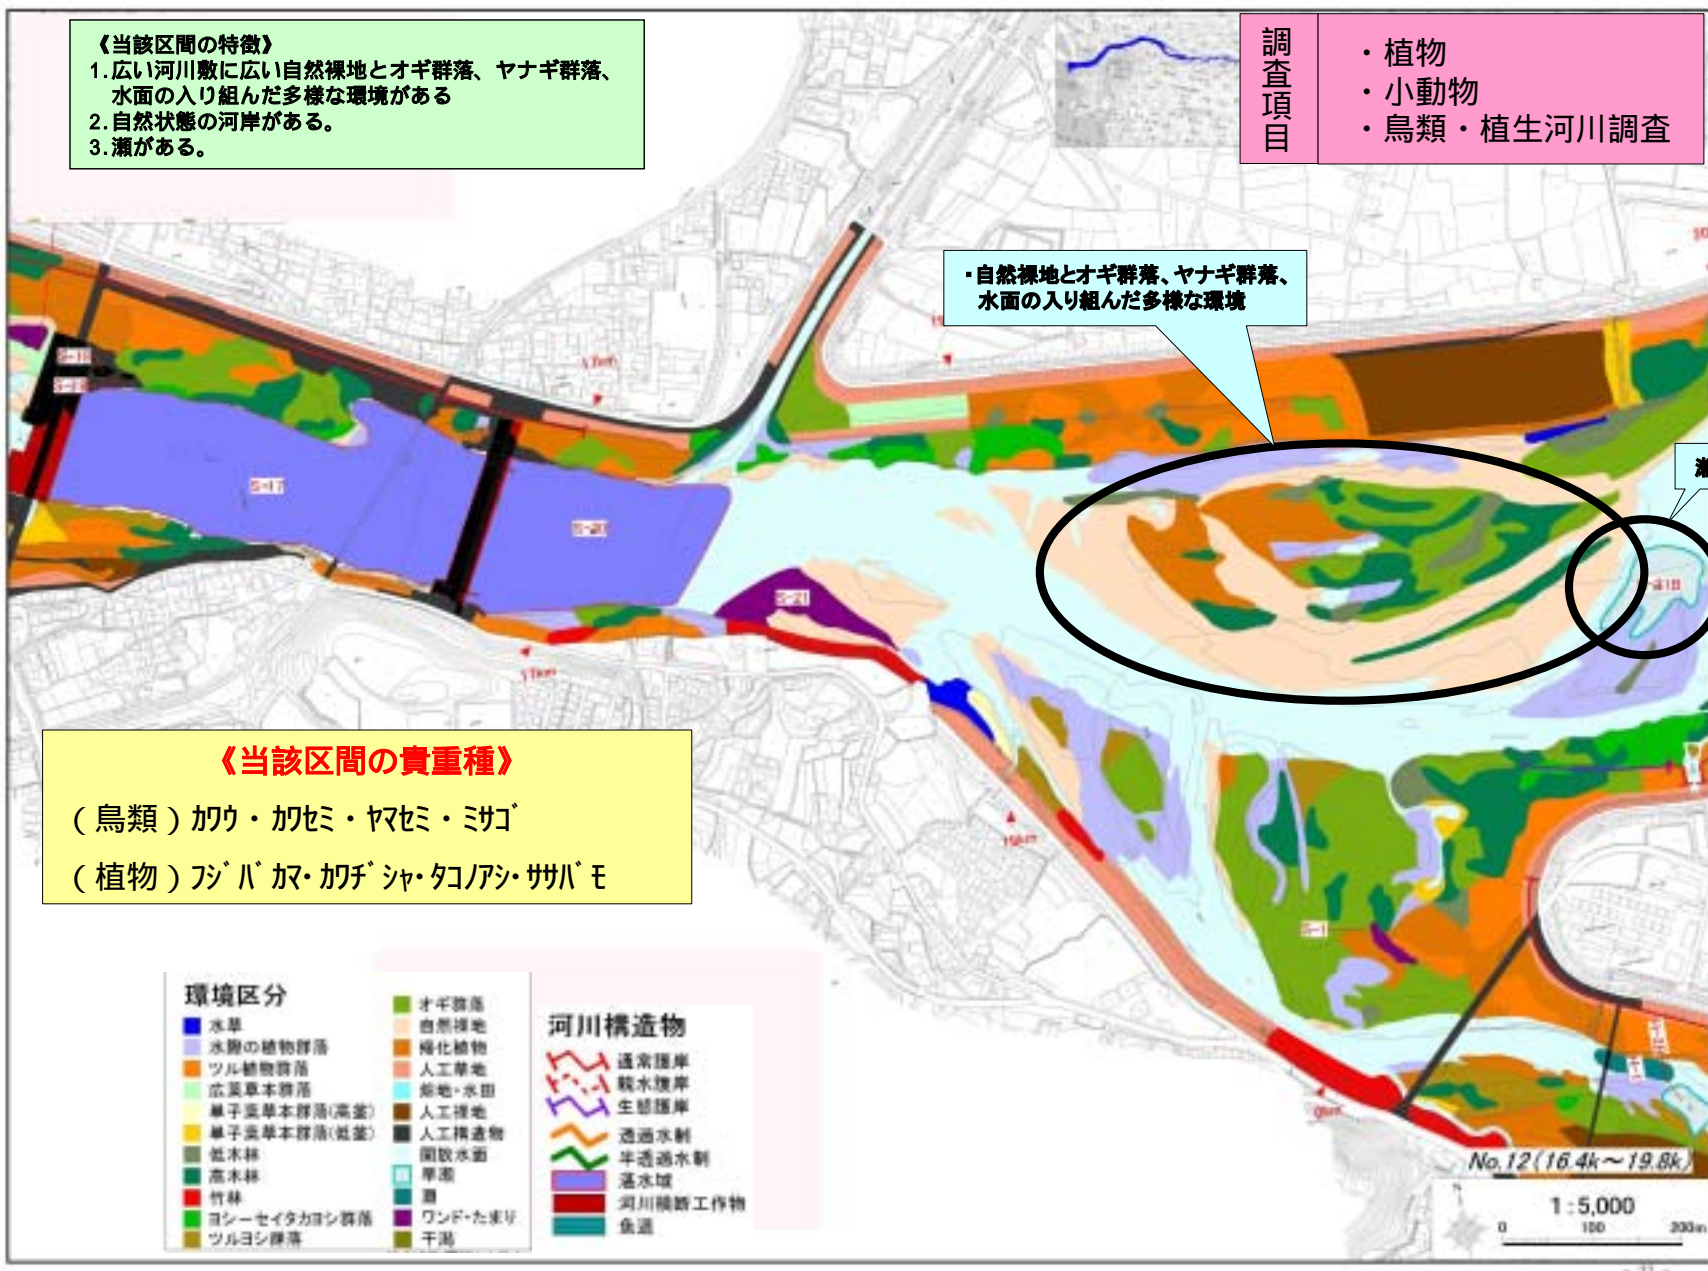 《当該区間の特徴》
1.広い河川敷に広い自然裸地とオギ群落、ヤナギ群落、
水面の入り組んだ多様な環境がある
2.自然状態の河岸がある。
3.瀬がある。
調査項目
・植物
・小動物
・鳥類・植生河川調査
・自然裸地とオギ群落、ヤナギ群落、
水面の入り組んだ多様な環境
S-17
S-20
S-21
S-1
17km
《当該区間の貴重種》
(鳥類)ｶﾜウ・ｶﾜｾﾐ・ﾔﾏｾﾐ・ﾐｻｺﾞ
(植物)ﾌｼﾞﾊﾞｶﾏ・ｶﾜﾁﾞｼｬ・ﾀｺﾉｱｼ・ｻｻﾊﾞﾓ
環境区分
水草
水際の植物群落
ツル植物群落
広葉草本群落
単子葉草本群落(高茎)
単子葉草本群落(低茎)
低木林
高木林
竹林
ヨシーセイタカヨシ群落
ツルヨシ群落
オギ群落
自然裸地
帰化植物
人工草地
畑地・水田
人工裸地
人工構造物
開放水面
早瀬
淵
ワンド・たまり
干潟
河川構造物
通常護岸
親水護岸
生態護岸
透過水制
半透過水制
湛水域
河川横断工作物
魚道
No.12(16.4k～19.8k)
1:5,000
0 100 200m